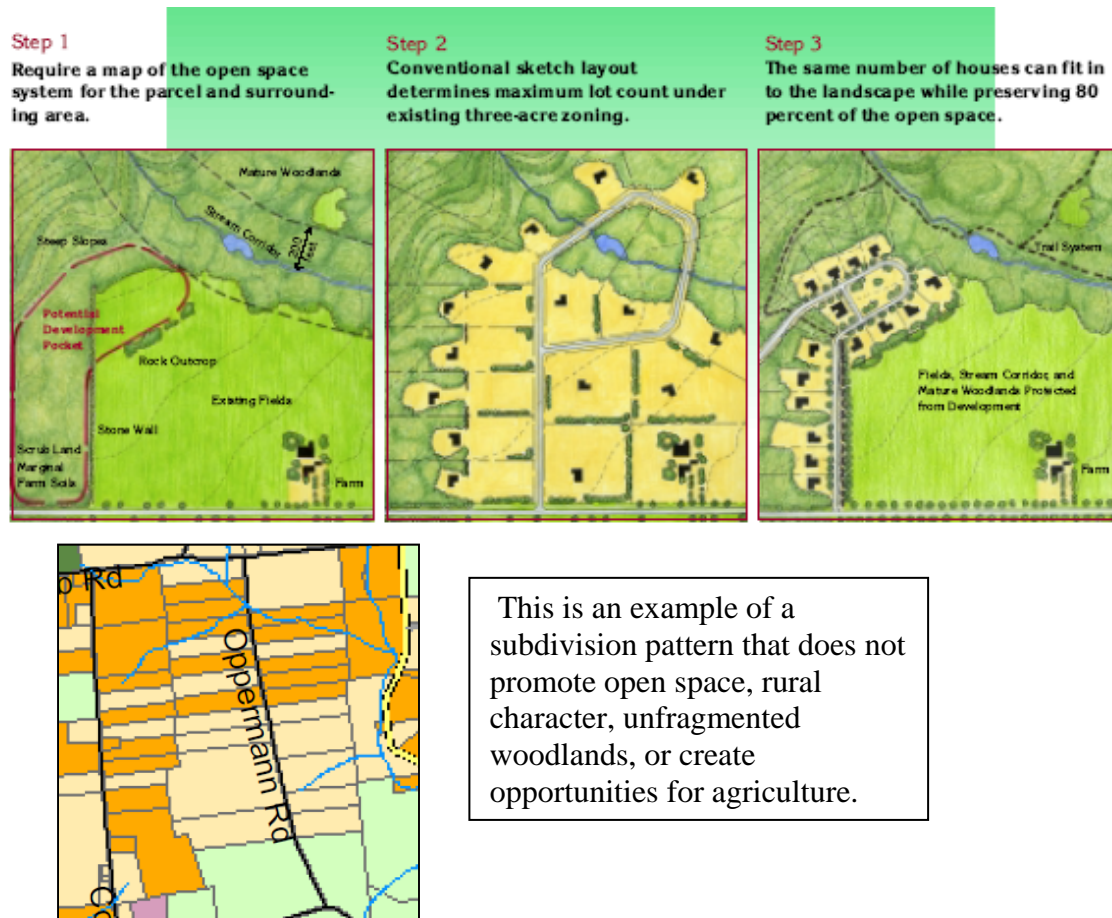 Step 1
Require a map of the open space
system for the parcel and surround-
ing area.
Step 2
Conventional sketch layout
determines maximum lot count under
existing three-acre zoning.
Step 3
The same number of houses can fit in
to the landscape while preserving 80
percent of the open space.
Mature Woodlands
Stream Corridor
200
feet
Steep Slopes
Potential
Development
Pocket
Rock Outcrop
Existing Fields
Stone Wall
Scrub Land
Marginal
Farm Soils
Farm
Farm
Trail System
Fields, Stream Corridor, and
Mature Woodlands Protected
from Development
Farm
Rd
Oppermann Rd
This is an example of a
subdivision pattern that does not
promote open space, rural
character, unfragmented
woodlands, or create
opportunities for agriculture.